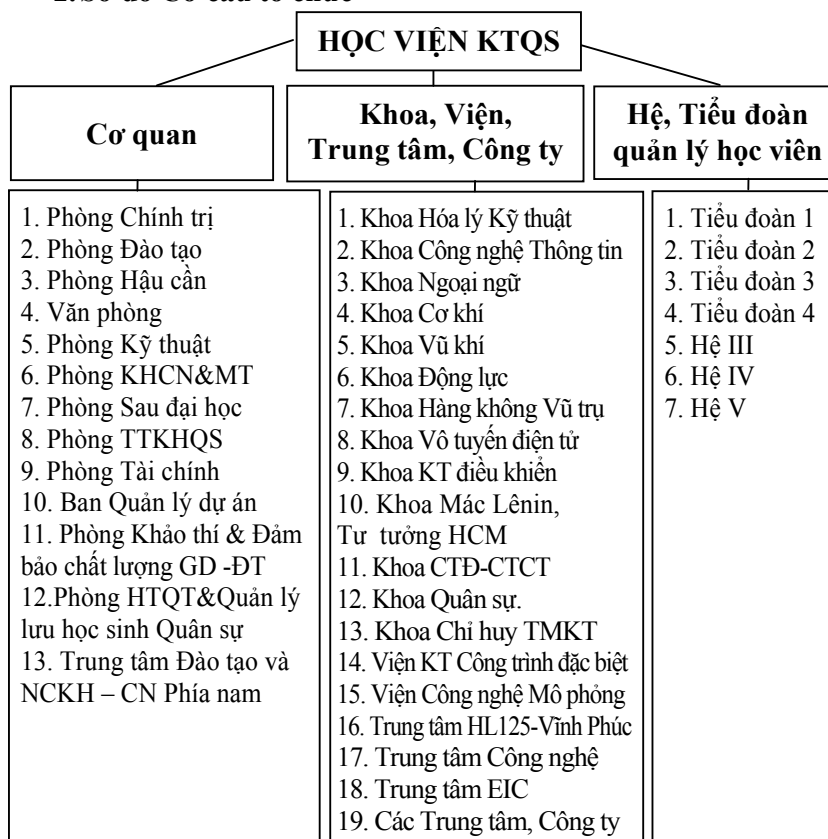 HỌC VIỆN KTQS
Cơ quan
Khoa, Viện,
Trung tâm, Công ty
Hệ, Tiểu đoàn
quản lý học viên
1. Phòng Chính trị
2. Phòng Đào tạo
3. Phòng Hậu cần
4. Văn phòng
5. Phòng Kỹ thuật
6. Phòng KHCN&MT
7. Phòng Sau đại học
8. Phòng TTKHQS
9. Phòng Tài chính
10. Ban Quản lý dự án
11. Phòng Khảo thí & Đảm
bảo chất lượng GD -ĐT
12.Phòng HTQT&Quản lý
lưu học sinh Quân sự
13. Trung tâm Đào tạo và
NCKH – CN Phía nam
1. Khoa Hóa lý Kỹ thuật
2. Khoa Công nghệ Thông tin
3. Khoa Ngoại ngữ
4. Khoa Cơ khí
5. Khoa Vũ khí
6. Khoa Động lực
7. Khoa Hàng không Vũ trụ
8. Khoa Vô tuyến điện tử
9. Khoa KT điều khiển
10. Khoa Mác Lênin,
Tư tưởng HCM
11. Khoa CTĐ-CTCT
12. Khoa Quân sự.
13. Khoa Chỉ huy TMKT
14. Viện KT Công trình đặc biệt
15. Viện Công nghệ Mô phỏng
16. Trung tâm HL125-Vĩnh Phúc
17. Trung tâm Công nghệ
18. Trung tâm EIC
19. Các Trung tâm, Công ty
1. Tiểu đoàn 1
2. Tiểu đoàn 2
3. Tiểu đoàn 3
4. Tiểu đoàn 4
5. Hệ III
6. Hệ IV
7. Hệ V